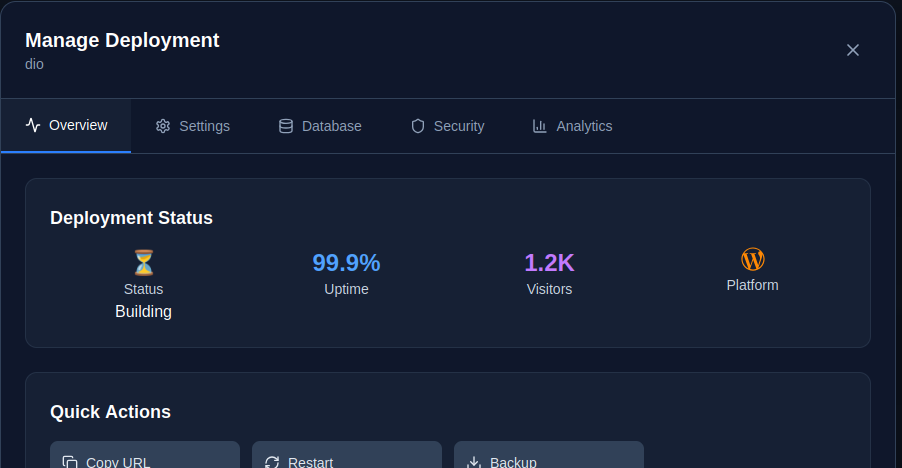 Manage Deployment
dio
Overview Settings Database Security Analytics
Deployment Status
99.9% 1.2K
Status Uptime Visitors Platform
Building
Quick Actions
Copy URL Restart Backup